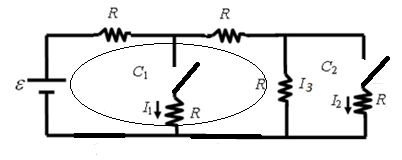 R R
C₁ C₂
ε R I₃
I₁ R I₂ R